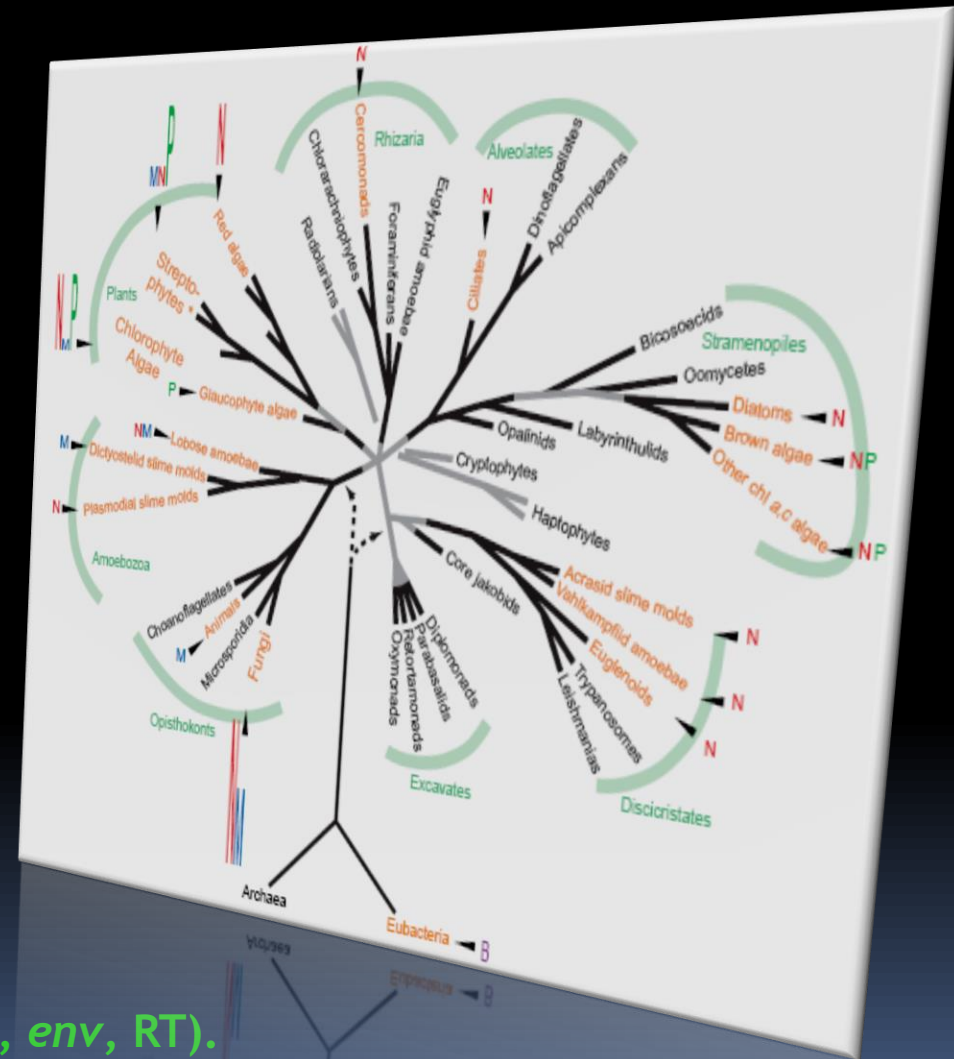 N
Rhizaria
Cercomonads
Chlorarachniophytes
Radiolarians
Foraminiferans
Euglyphid amoebae
Alveolates
N
Ciliates
Dinoflagellates
Apicomplexans
MNP
N
Red algae
Strepto-
phytes *
Plants
NMP
Chlorophyte
Algae
P
Glaucophyte algae
Bicosoecids
Stramenopiles
Oomycetes
Diatoms
N
Brown algae
NP
Other chl a,c algae
NP
Opalinids
Labyrinthulids
Cryptophytes
Haptophytes
NM
Lobose amoebae
M
Dictyostelid slime molds
N
Plasmodial slime molds
Amoebozoa
Core jakobids
Acrasid slime molds
N
Vahlkampfiid amoebae
N
Euglenoids
N
Trypanosomes
Leishmanias
Discicristates
Choanoflagellates
Animals
M
Microsporidia
Fungi
Opisthokonts
NM
Diplomonads
Parabasalids
Retortamonads
Oxymonads
Excavates
Archaea
Eubacteria
B
, env, RT).